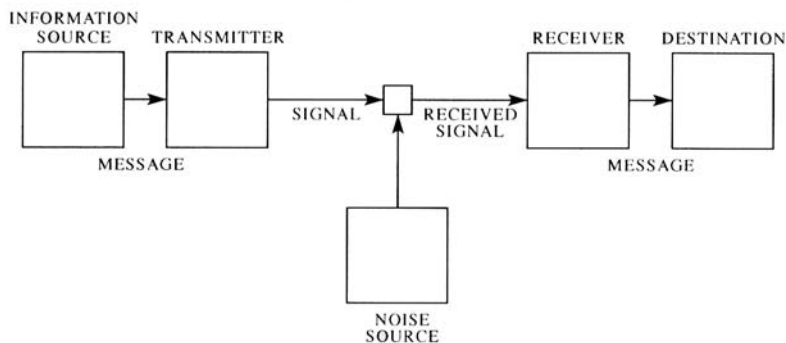 INFORMATION
SOURCE
TRANSMITTER
RECEIVER
DESTINATION
SIGNAL
RECEIVED
SIGNAL
MESSAGE
MESSAGE
NOISE
SOURCE